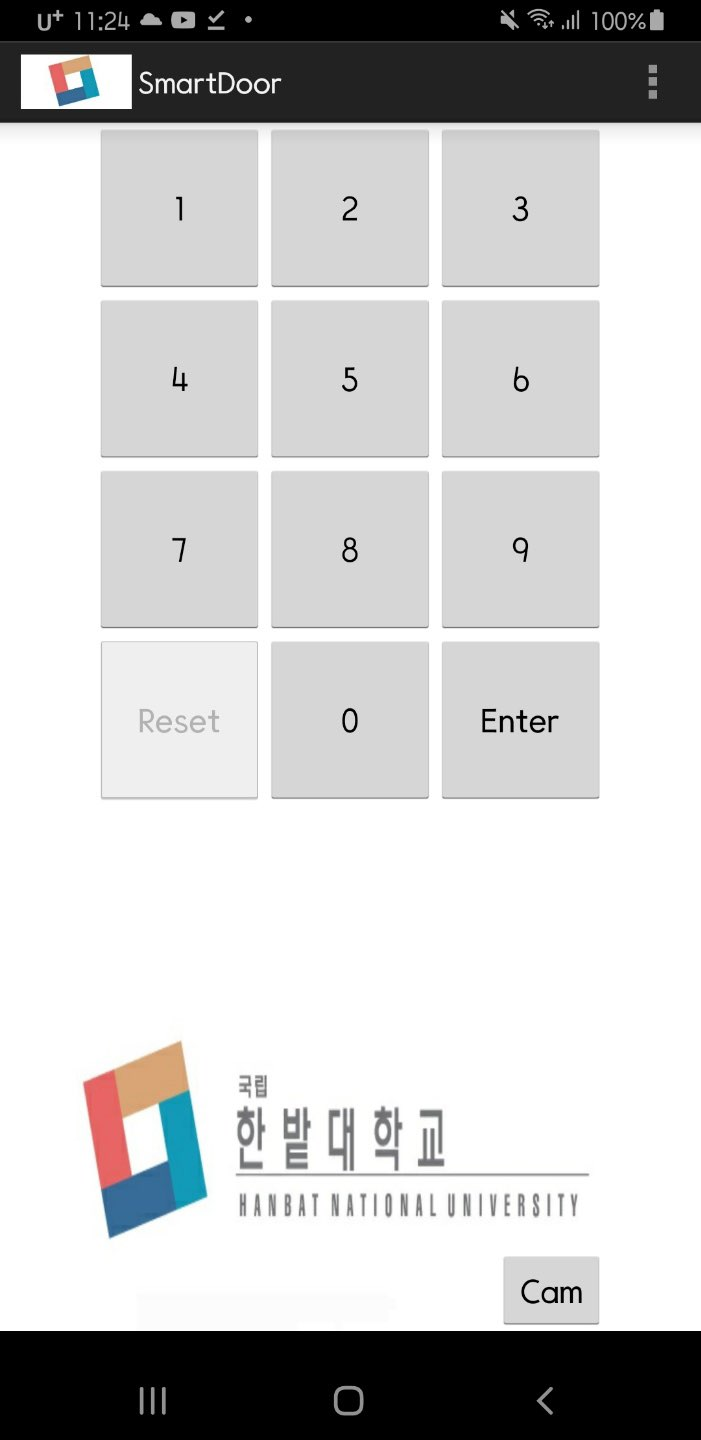 U+ 11:24 100%
SmartDoor
1 2 3
4 5 6
7 8 9
Reset 0 Enter
국립
한밭대학교
HANBAT NATIONAL UNIVERSITY
Cam